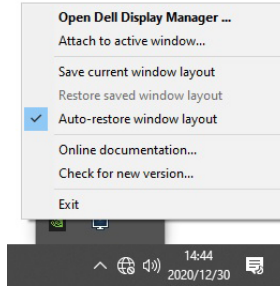 Open Dell Display Manager ...
Attach to active window...
Save current window layout
Restore saved window layout
Auto-restore window layout
Online documentation...
Check for new version...
Exit
14:44
2020/12/30